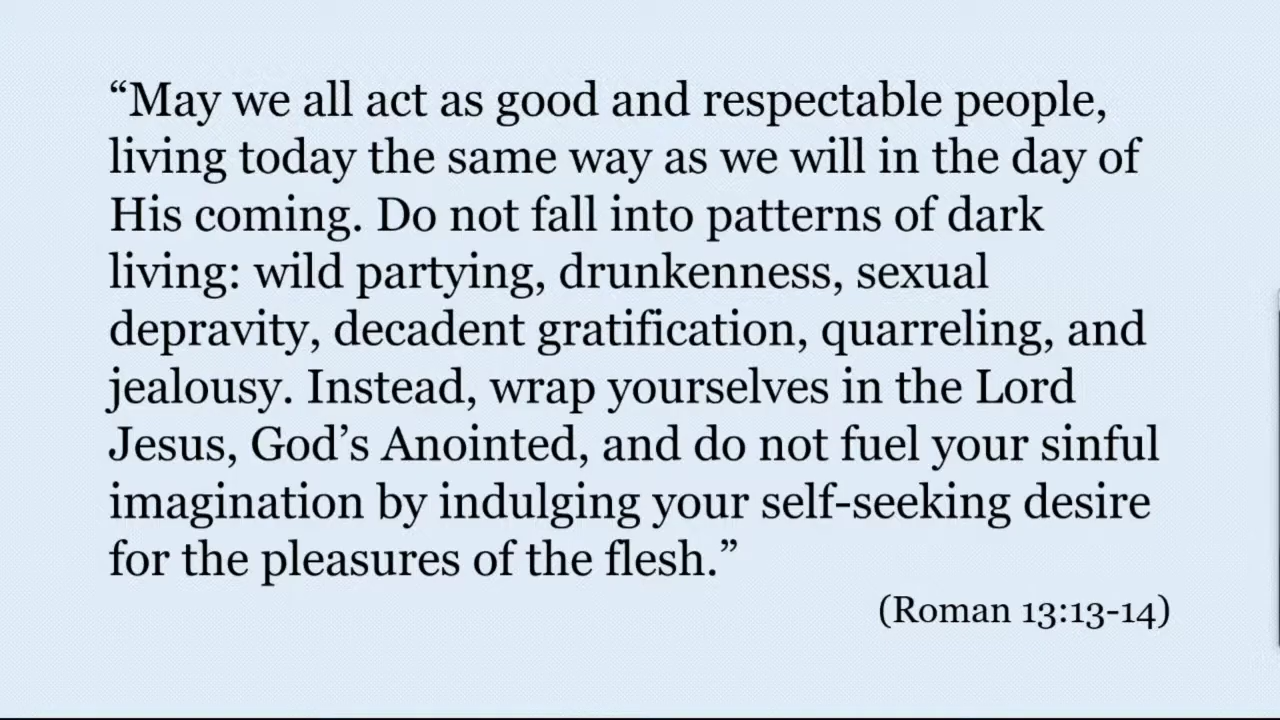 “May we all act as good and respectable people,
living today the same way as we will in the day of
His coming. Do not fall into patterns of dark
living: wild partying, drunkenness, sexual
depravity, decadent gratification, quarreling, and
jealousy. Instead, wrap yourselves in the Lord
Jesus, God’s Anointed, and do not fuel your sinful
imagination by indulging your self-seeking desire
for the pleasures of the flesh.”
(Roman 13:13-14)